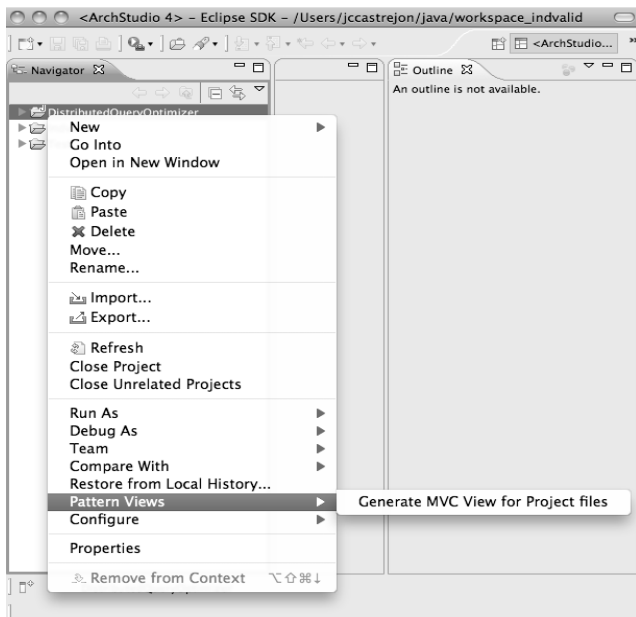 <ArchStudio 4> - Eclipse SDK - /Users/jccastrejon/java/workspace_indvalid
<ArchStudio...
Navigator
Outline
An outline is not available.
DistributedQueryOptimizer
New
Go Into
Open in New Window
Copy
Paste
Delete
Move...
Rename...
Import...
Export...
Refresh
Close Project
Close Unrelated Projects
Run As
Debug As
Team
Compare With
Restore from Local History...
Pattern Views
Generate MVC View for Project files
Configure
Properties
Remove from Context ⌥⇧⌘↓